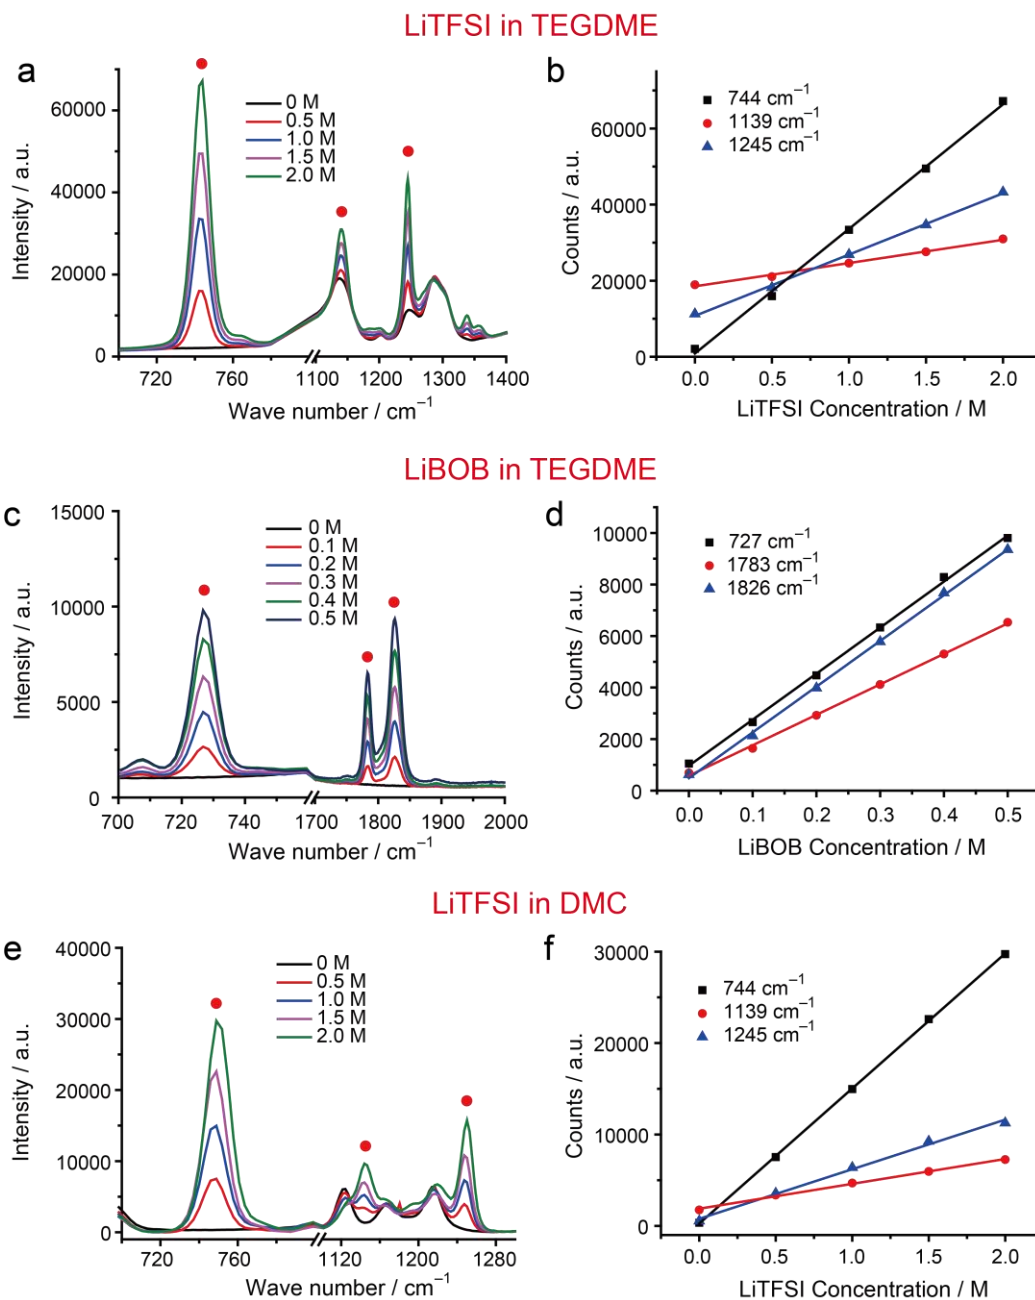 LiTFSI in TEGDME
a
60000
40000
20000
0
Intensity / a.u.
0 M
0.5 M
1.0 M
1.5 M
2.0 M
720 760 1100 1200 1300 1400
Wave number / cm⁻¹
b
60000
40000
20000
0
Counts / a.u.
744 cm⁻¹
1139 cm⁻¹
1245 cm⁻¹
0.0 0.5 1.0 1.5 2.0
LiTFSI Concentration / M
LiBOB in TEGDME
c
15000
10000
5000
0
Intensity / a.u.
0 M
0.1 M
0.2 M
0.3 M
0.4 M
0.5 M
700 720 740 1700 1800 1900 2000
Wave number / cm⁻¹
d
10000
8000
6000
4000
2000
0
Counts / a.u.
727 cm⁻¹
1783 cm⁻¹
1826 cm⁻¹
0.0 0.1 0.2 0.3 0.4 0.5
LiBOB Concentration / M
LiTFSI in DMC
e
40000
30000
20000
10000
0
Intensity / a.u.
0 M
0.5 M
1.0 M
1.5 M
2.0 M
720 760 1120 1200 1280
Wave number / cm⁻¹
f
30000
20000
10000
0
Counts / a.u.
744 cm⁻¹
1139 cm⁻¹
1245 cm⁻¹
0.0 0.5 1.0 1.5 2.0
LiTFSI Concentration / M